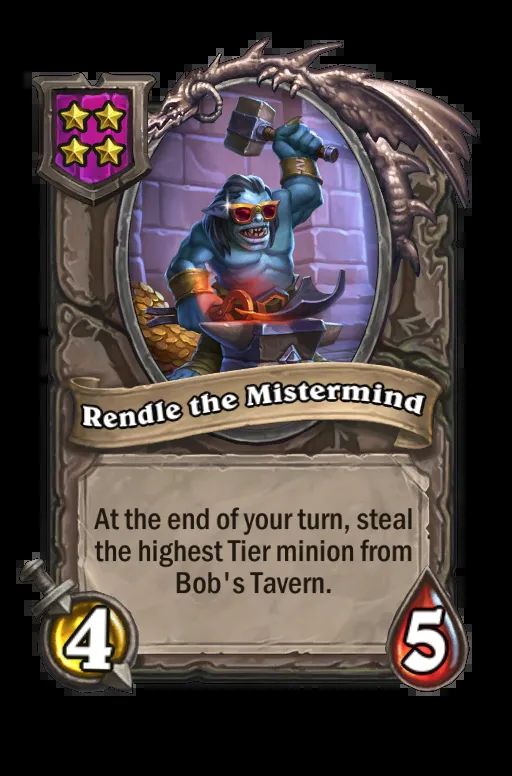 Rendle the Mistermind
At the end of your turn, steal
the highest Tier minion from
Bob's Tavern.
4
5